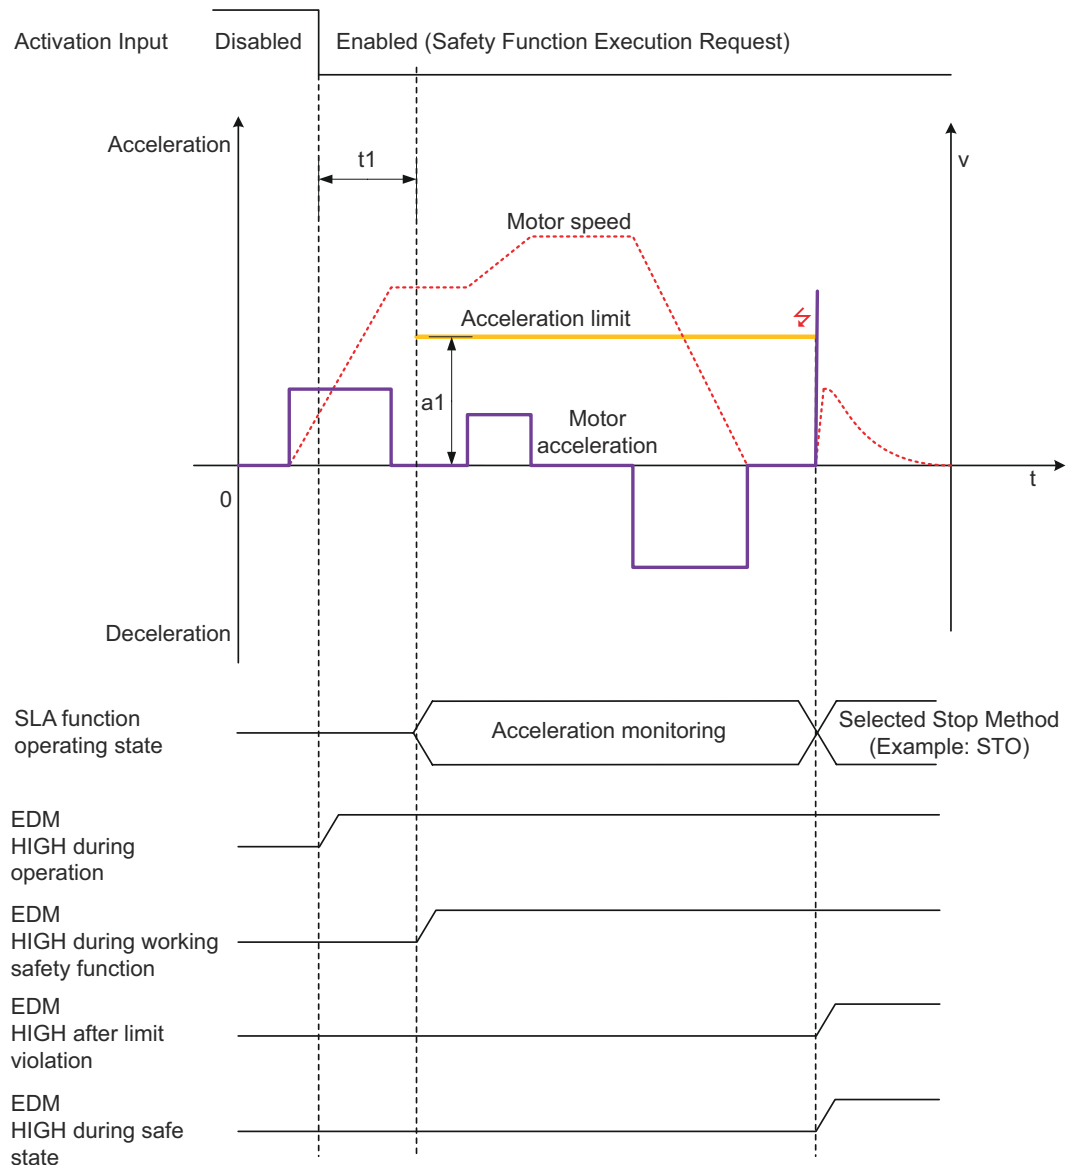 Activation Input
Disabled
Enabled (Safety Function Execution Request)
Acceleration
t1
v
Motor speed
Acceleration limit
a1
Motor
acceleration
0
t
Deceleration
SLA function
operating state
Acceleration monitoring
Selected Stop Method
(Example: STO)
EDM
HIGH during
operation
EDM
HIGH during working
safety function
EDM
HIGH after limit
violation
EDM
HIGH during safe
state